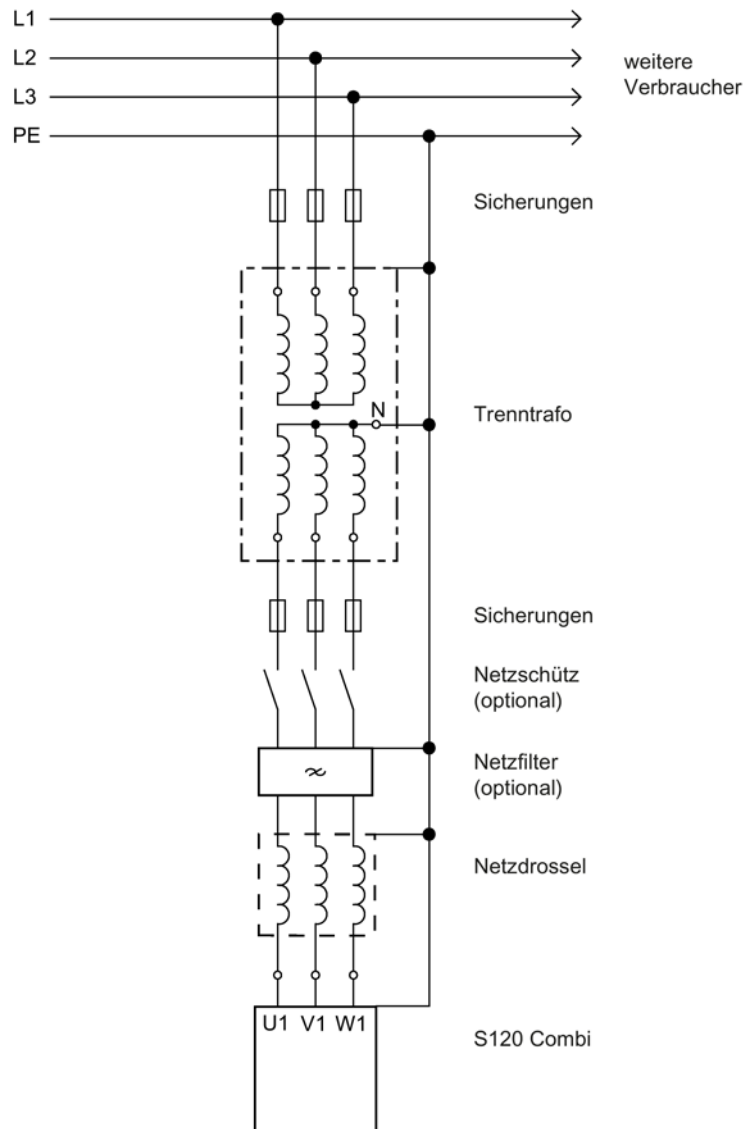 L1
L2
L3
PE
weitere
Verbraucher
Sicherungen
N
Trenntrafo
Sicherungen
Netzschütz
(optional)
Netzfilter
(optional)
Netzdrossel
U1 V1 W1
S120 Combi